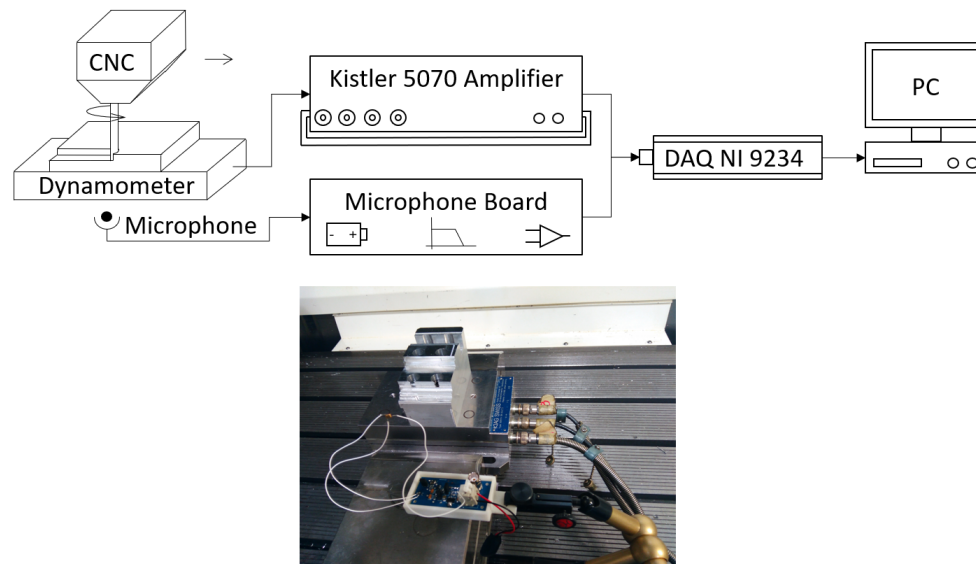 CNC
Kistler 5070 Amplifier
PC
DAQ NI 9234
Dynamometer
Microphone Board
Microphone
- +